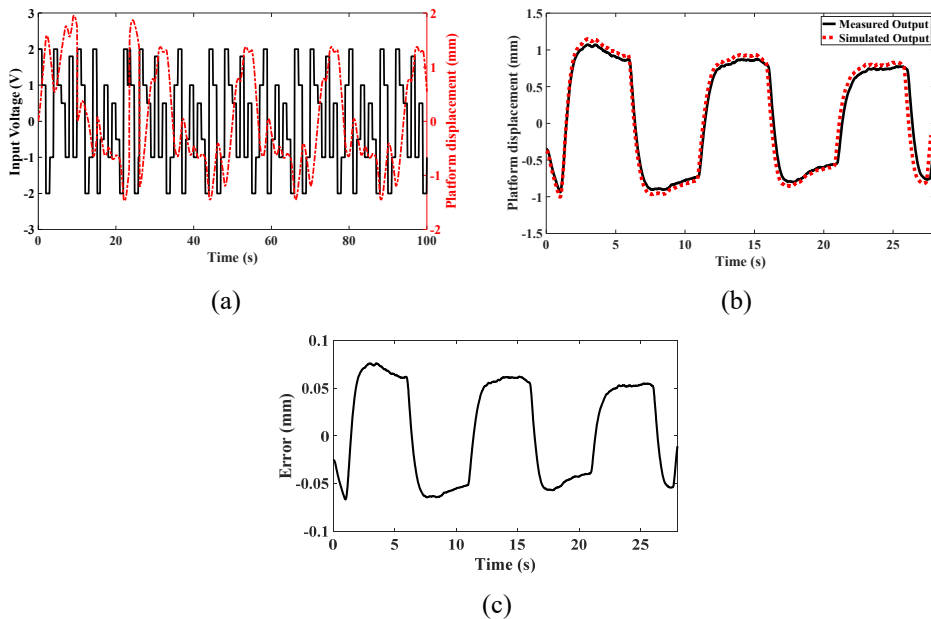 3
2
1
0
-1
-2
-3
Input Voltage (V)
2
1
0
-1
-2
Platform displacement (mm)
0 20 40 60 80 100
Time (s)
(a)
1.5
1
0.5
0
-0.5
-1
-1.5
Platform displacement (mm)
Measured Output
Simulated Output
0 5 10 15 20 25
Time (s)
(b)
0.1
0.05
0
-0.05
-0.1
Error (mm)
0 5 10 15 20 25
Time (s)
(c)